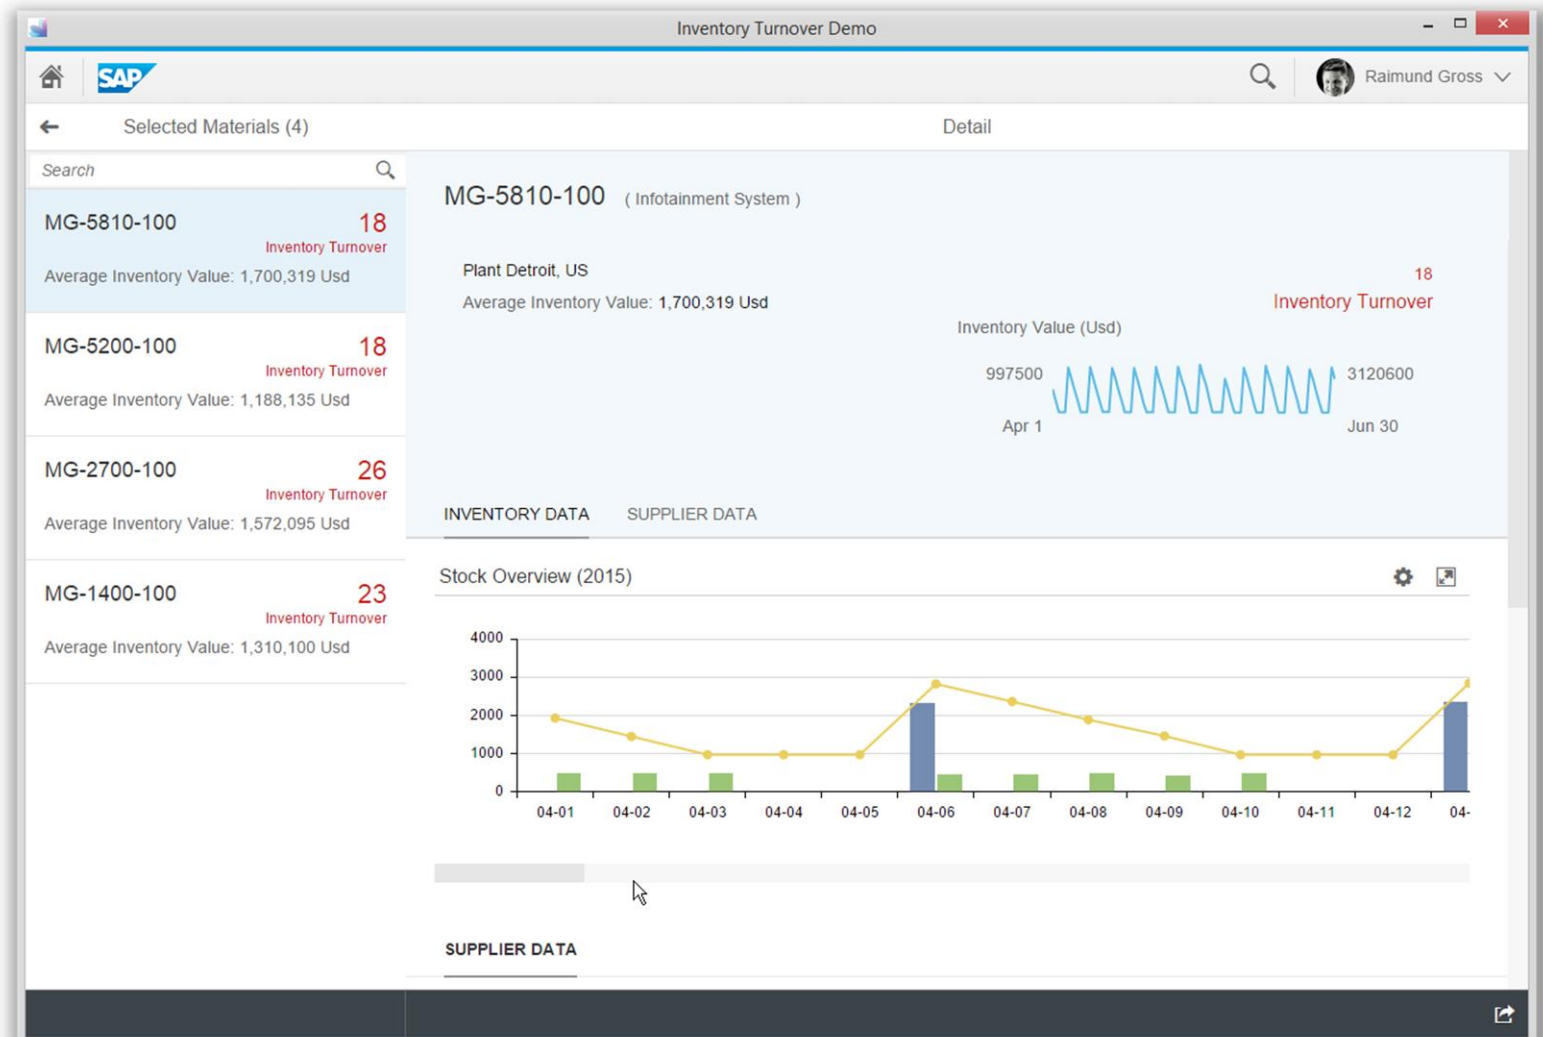 Inventory Turnover Demo
SAP
Raimund Gross
Selected Materials (4)
Detail
Search
MG-5810-100
18
Inventory Turnover
Average Inventory Value: 1,700,319 Usd
MG-5200-100
18
Inventory Turnover
Average Inventory Value: 1,188,135 Usd
MG-2700-100
26
Inventory Turnover
Average Inventory Value: 1,572,095 Usd
MG-1400-100
23
Inventory Turnover
Average Inventory Value: 1,310,100 Usd
MG-5810-100 ( Infotainment System )
Plant Detroit, US
Average Inventory Value: 1,700,319 Usd
18
Inventory Turnover
Inventory Value (Usd)
997500 3120600
Apr 1 Jun 30
INVENTORY DATA SUPPLIER DATA
Stock Overview (2015)
4000
3000
2000
1000
0
04-01 04-02 04-03 04-04 04-05 04-06 04-07 04-08 04-09 04-10 04-11 04-12 04-
SUPPLIER DATA